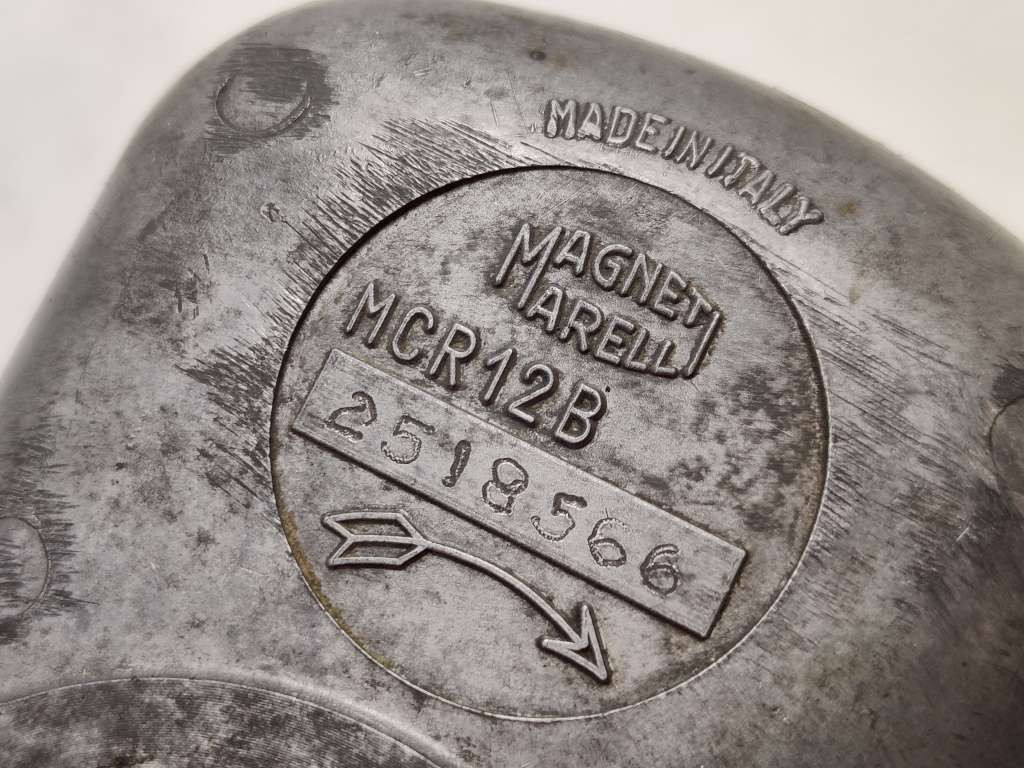 MADE IN ITALY
MAGNETI
MARELLI
MCR12B
2518566